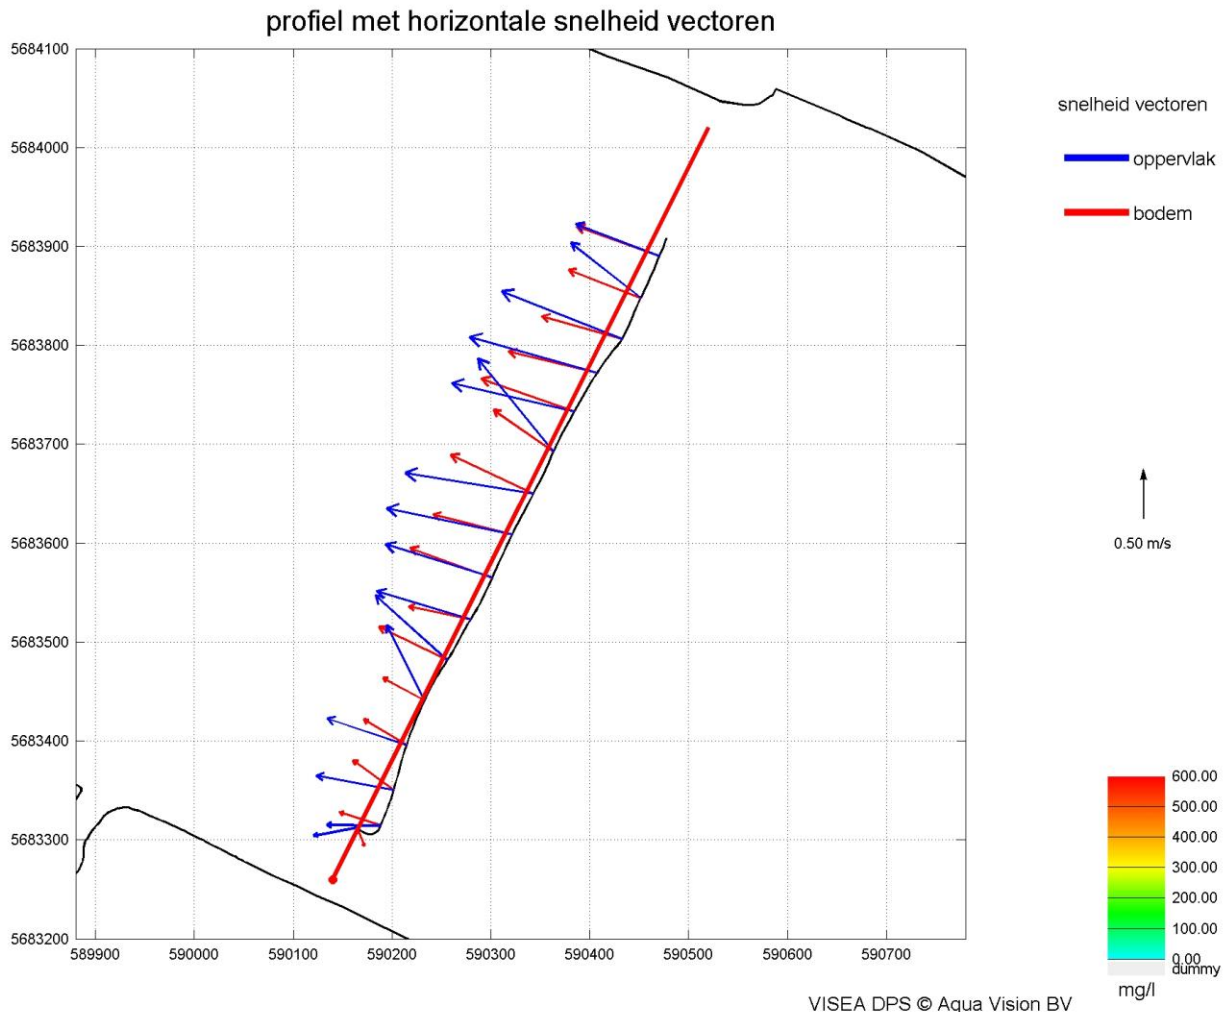 profiel met horizontale snelheid vectoren
5684100
5684000
5683900
5683800
5683700
5683600
5683500
5683400
5683300
5683200
589900 590000 590100 590200 590300 590400 590500 590600 590700
snelheid vectoren
oppervlak
bodem
0.50 m/s
600.00
500.00
400.00
300.00
200.00
100.00
0.00
dummy
mg/l
VISEA DPS © Aqua Vision BV